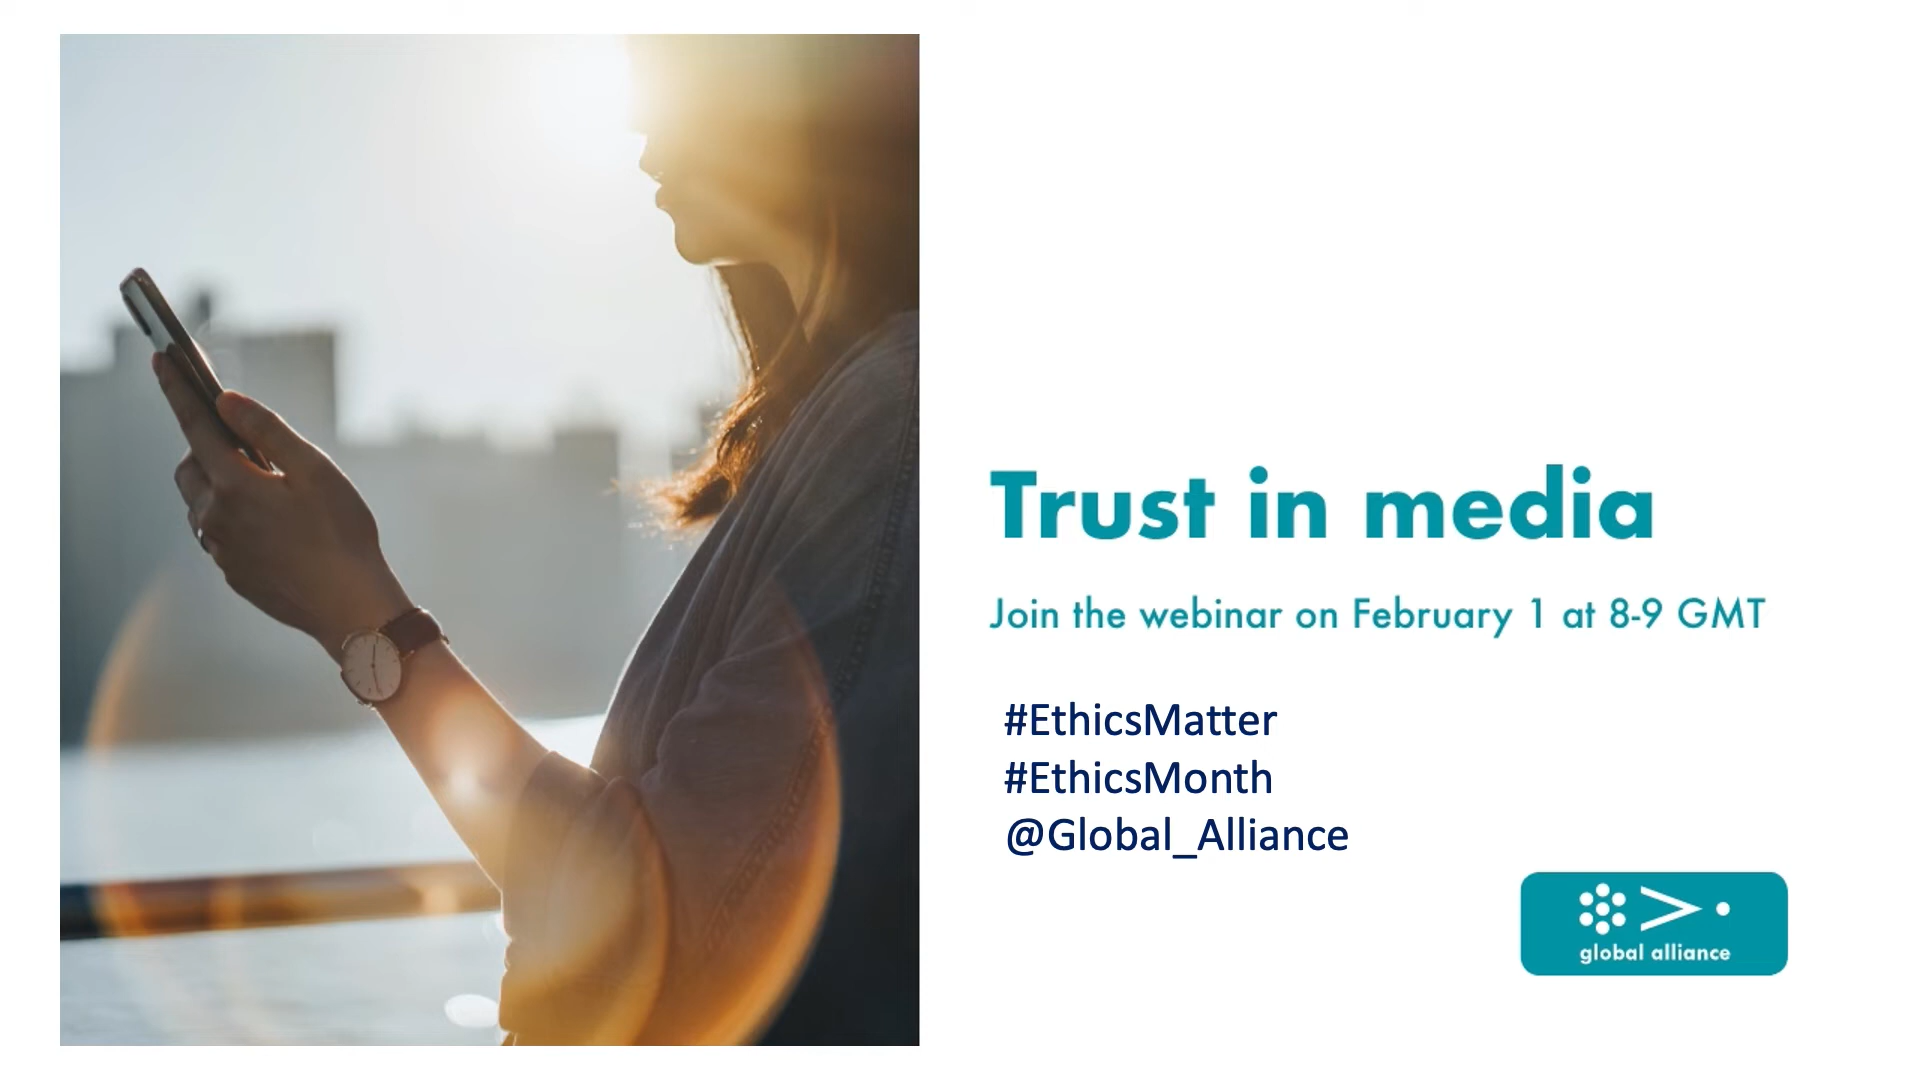 Trust in media
Join the webinar on February 1 at 8-9 GMT
#EthicsMatter
#EthicsMonth
@Global_Alliance
global alliance